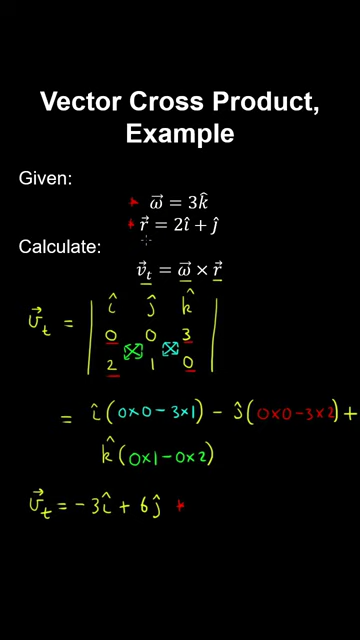 Vector Cross Product,
Example
Given:
* ω⃗ = 3k̂
* r⃗ = 2î + ĵ
Calculate:
v⃗ₜ = ω⃗ × r⃗
v⃗ₜ = | î ĵ k̂ |
| 0 0 3 |
| 2 1 0 |
= î(0×0 − 3×1) − ĵ(0×0 − 3×2) +
k̂(0×1 − 0×2)
v⃗ₜ = −3î + 6ĵ *